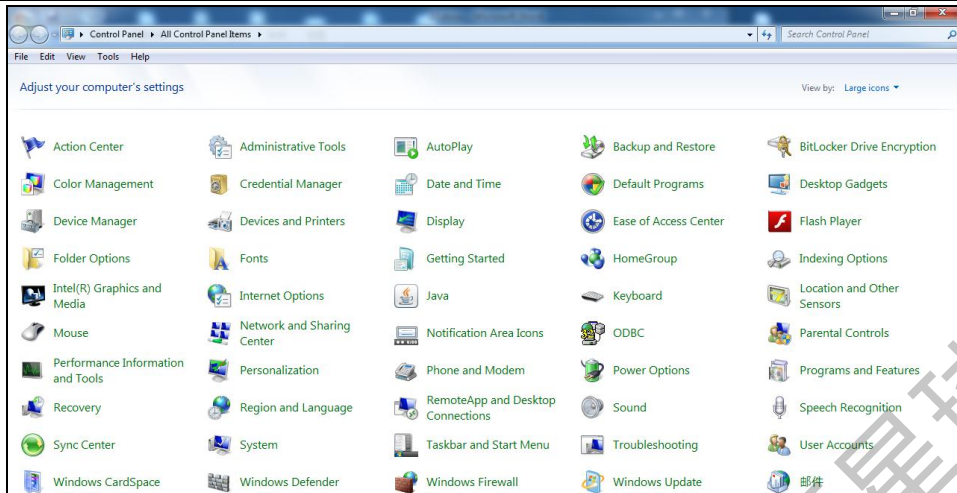 Control Panel ▸ All Control Panel Items ▸
Search Control Panel
File Edit View Tools Help
Adjust your computer's settings
View by: Large icons
Action Center
Administrative Tools
AutoPlay
Backup and Restore
BitLocker Drive Encryption
Color Management
Credential Manager
Date and Time
Default Programs
Desktop Gadgets
Device Manager
Devices and Printers
Display
Ease of Access Center
Flash Player
Folder Options
Fonts
Getting Started
HomeGroup
Indexing Options
Intel(R) Graphics and
Media
Internet Options
Java
Keyboard
Location and Other
Sensors
Mouse
Network and Sharing
Center
Notification Area Icons
ODBC
Parental Controls
Performance Information
and Tools
Personalization
Phone and Modem
Power Options
Programs and Features
Recovery
Region and Language
RemoteApp and Desktop
Connections
Sound
Speech Recognition
Sync Center
System
Taskbar and Start Menu
Troubleshooting
User Accounts
Windows CardSpace
Windows Defender
Windows Firewall
Windows Update
邮件